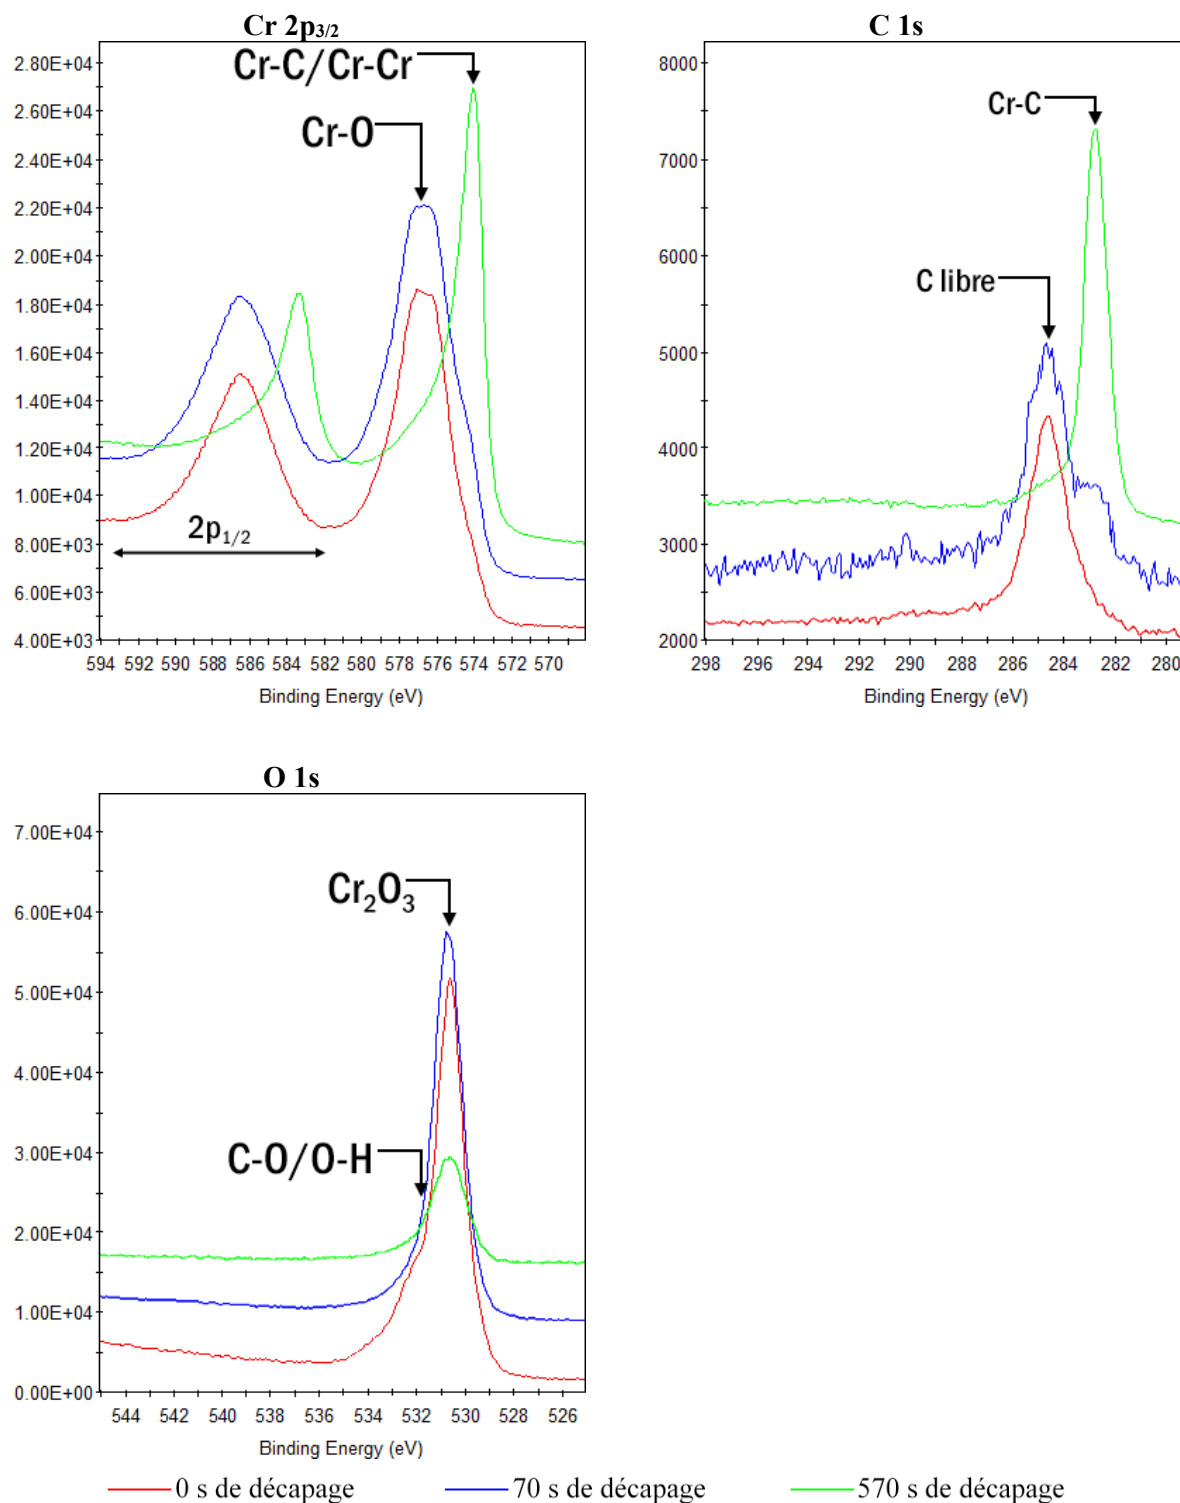 Cr 2p3/2
2.80E+04
2.60E+04
2.40E+04
2.20E+04
2.00E+04
1.80E+04
1.60E+04
1.40E+04
1.20E+04
1.00E+04
8.00E+03
6.00E+03
4.00E+03
Cr-C/Cr-Cr
Cr-O
2p1/2
594 592 590 588 586 584 582 580 578 576 574 572 570
Binding Energy (eV)
C 1s
8000
7000
6000
5000
4000
3000
2000
Cr-C
C libre
298 296 294 292 290 288 286 284 282 280
Binding Energy (eV)
O 1s
7.00E+04
6.00E+04
5.00E+04
4.00E+04
3.00E+04
2.00E+04
1.00E+04
0.00E+00
Cr2O3
C-O/O-H
544 542 540 538 536 534 532 530 528 526
Binding Energy (eV)
0 s de décapage 70 s de décapage 570 s de décapage